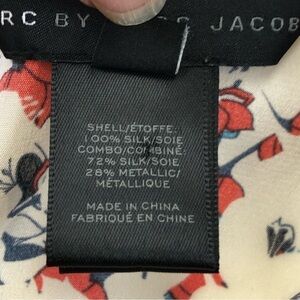 RC BY MARC JACOB
SHELL/ÉTOFFE:
100% SILK/SOIE
COMBO/COMBINÉ:
72% SILK/SOIE
28% METALLIC/
MÉTALLIQUE
MADE IN CHINA
FABRIQUÉ EN CHINE